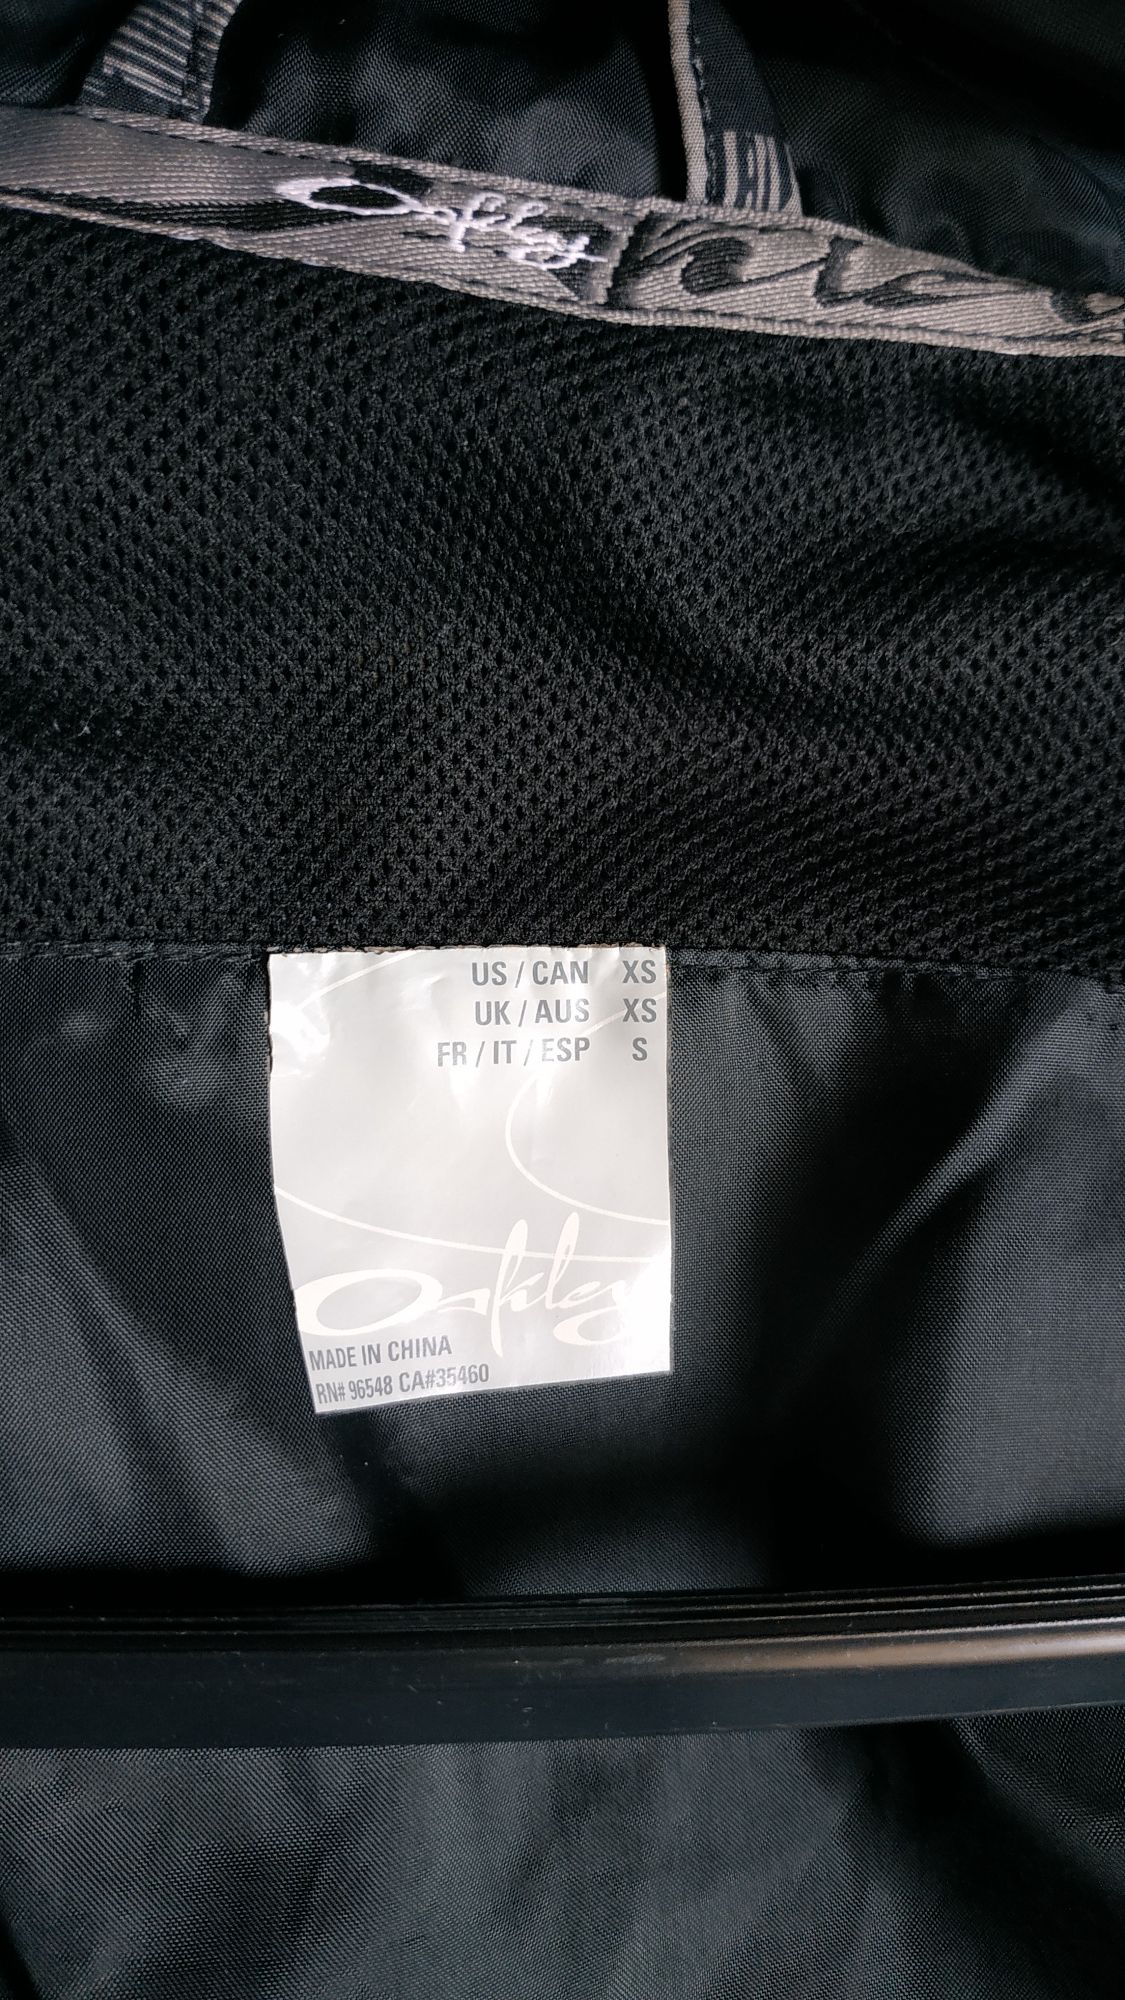 Oakley
US / CAN XS
UK / AUS XS
FR / IT / ESP S
Oakley
MADE IN CHINA
RN# 96548 CA#35460